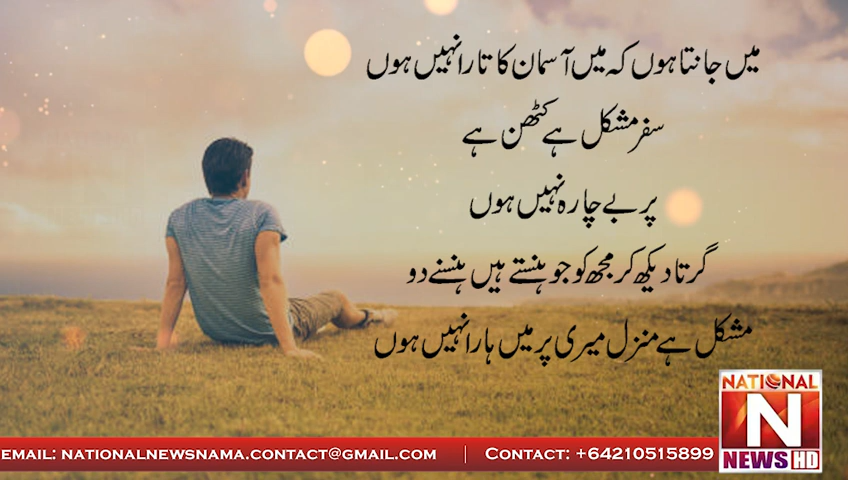 میں جانتا ہوں کہ میں آسمان کا تارا نہیں ہوں
سفر مشکل ہے کٹھن ہے
پر بے چارہ نہیں ہوں
گرتا دیکھ کر مجھ کو جو ہنستے ہیں ہنسنے دو
مشکل ہے منزل میری پر میں ہارا نہیں ہوں
NATIONAL
N
NEWS HD
EMAIL: NATIONALNEWSNAMA.CONTACT@GMAIL.COM | CONTACT: +64210515899